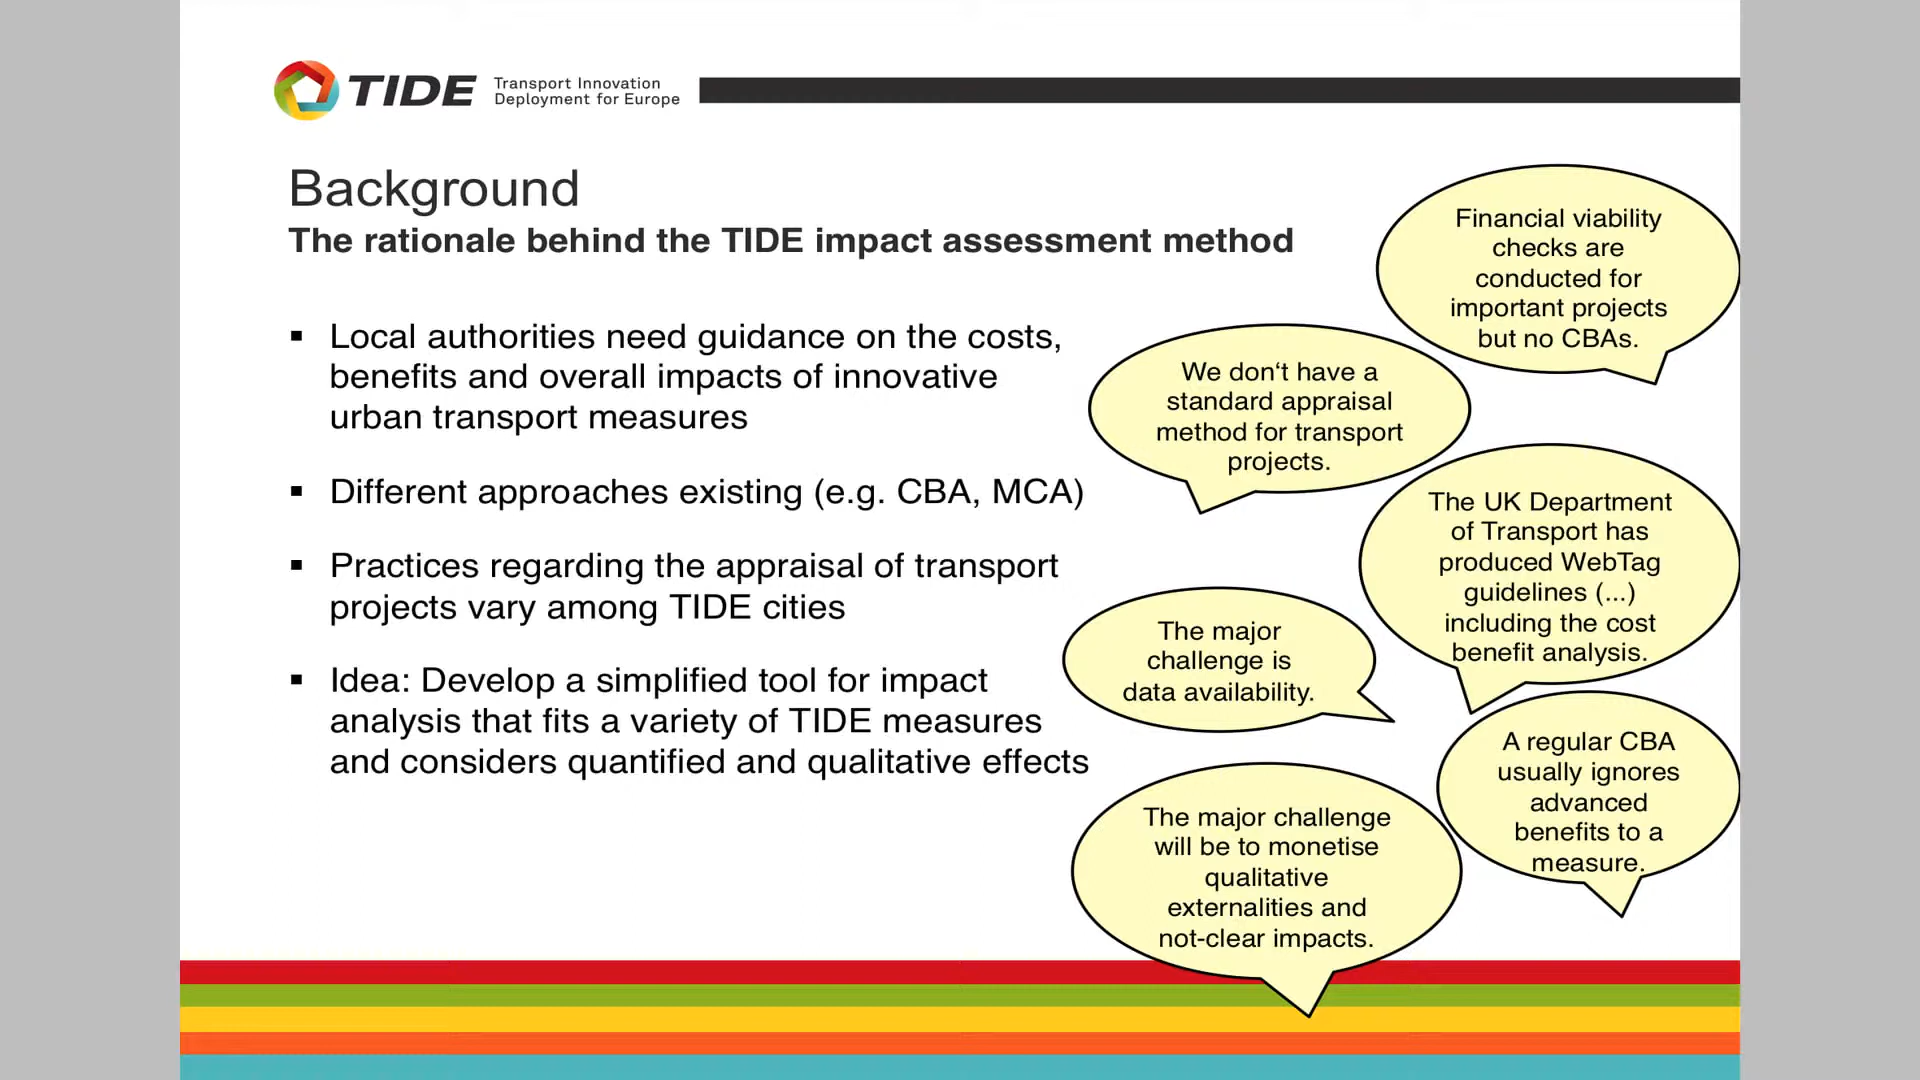 TIDE
Transport Innovation
Deployment for Europe
Background
The rationale behind the TIDE impact assessment method
▪ Local authorities need guidance on the costs,
benefits and overall impacts of innovative
urban transport measures
▪ Different approaches existing (e.g. CBA, MCA)
▪ Practices regarding the appraisal of transport
projects vary among TIDE cities
▪ Idea: Develop a simplified tool for impact
analysis that fits a variety of TIDE measures
and considers quantified and qualitative effects
Financial viability
checks are
conducted for
important projects
but no CBAs.
We don‘t have a
standard appraisal
method for transport
projects.
The UK Department
of Transport has
produced WebTag
guidelines (...)
including the cost
benefit analysis.
The major
challenge is
data availability.
A regular CBA
usually ignores
advanced
benefits to a
measure.
The major challenge
will be to monetise
qualitative
externalities and
not-clear impacts.